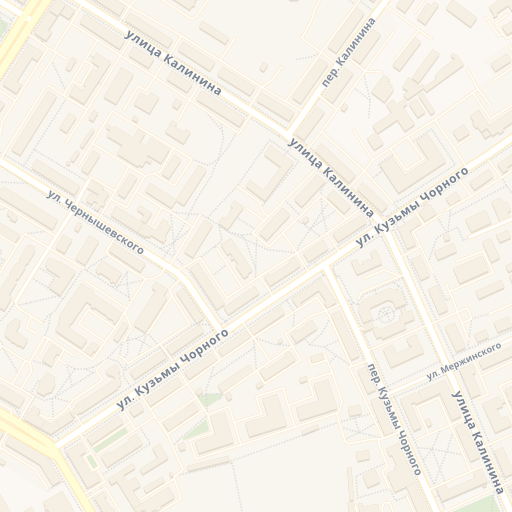 улица Калинина
пер. Калинина
улица Калинина
ул. Кузьмы Чорного
ул. Чернышевского
ул. Кузьмы Чорного
ул. Мержинского
пер. Кузьмы Чорного
улица Калинина